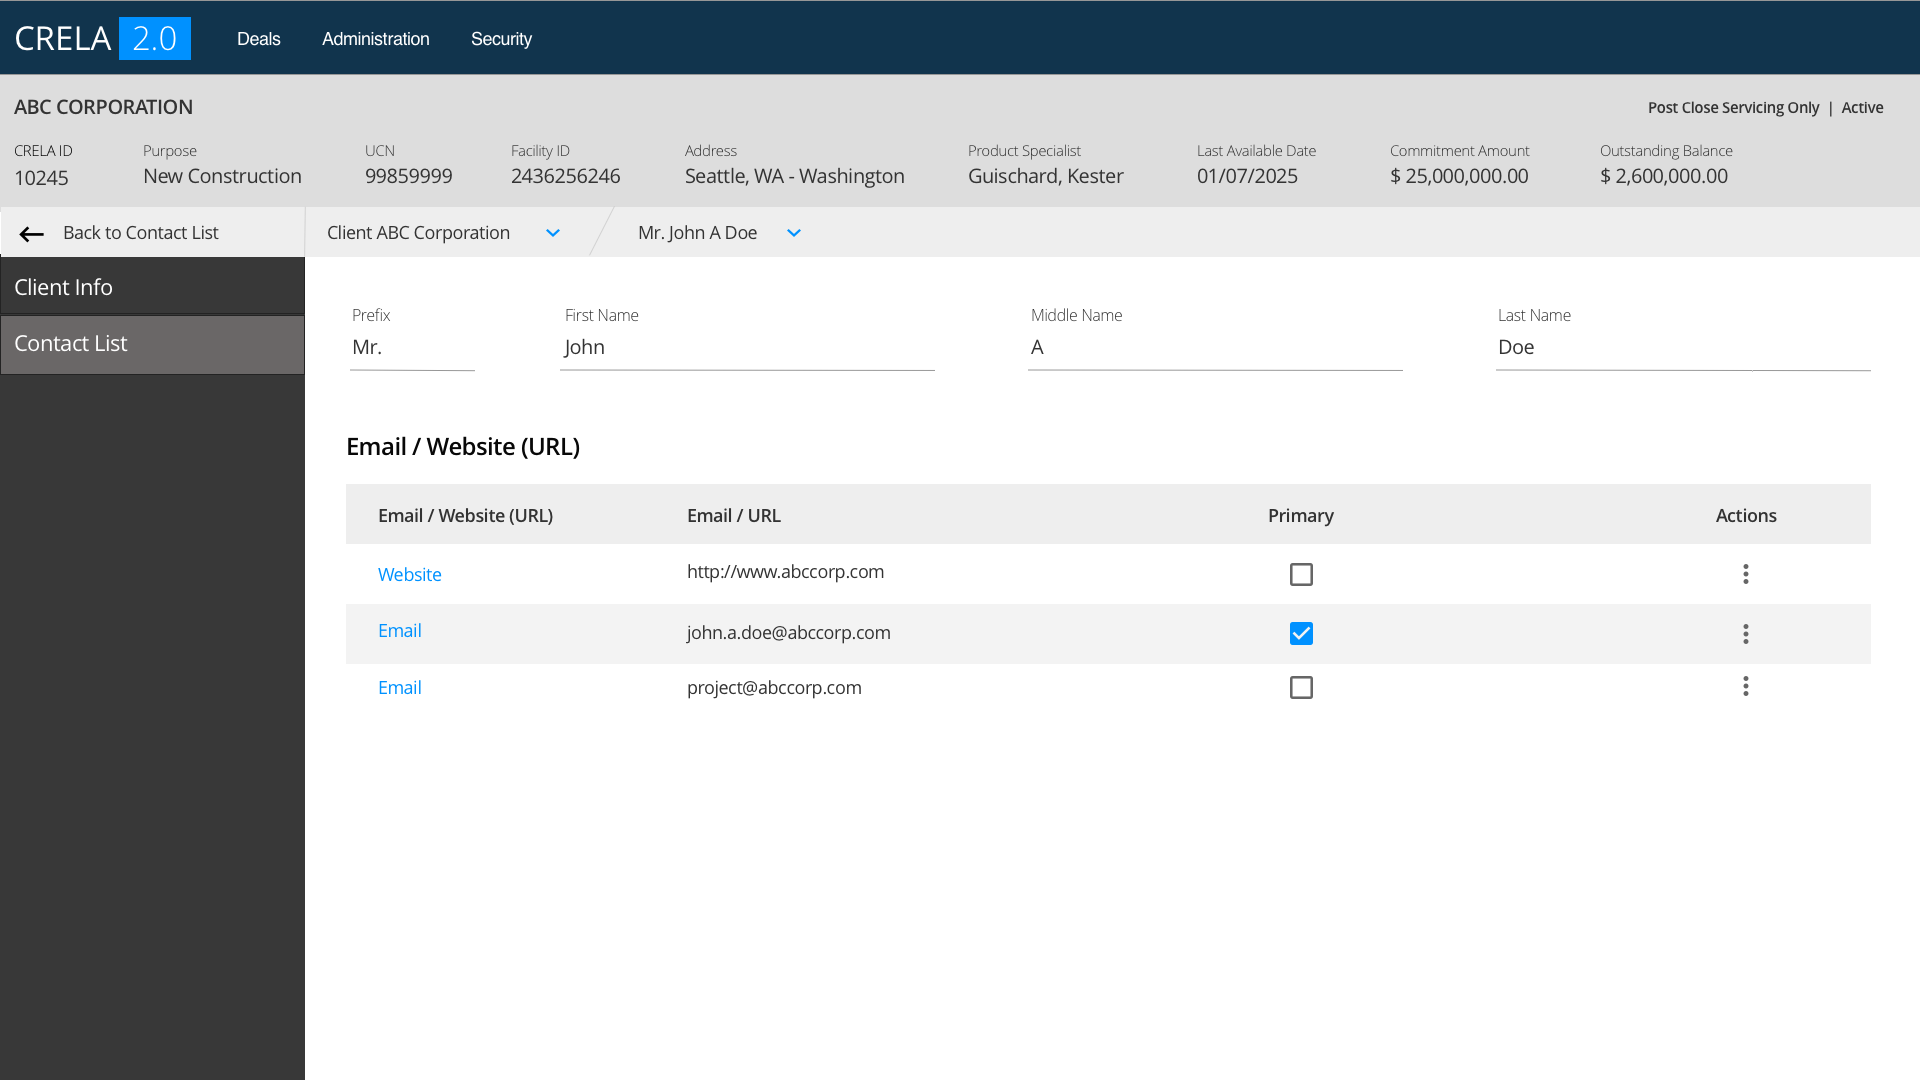 CRELA 2.0 Deals Administration Security
ABC CORPORATION Post Close Servicing Only | Active
CRELA ID Purpose UCN Facility ID Address Product Specialist Last Available Date Commitment Amount Outstanding Balance
10245 New Construction 99859999 2436256246 Seattle, WA - Washington Guischard, Kester 01/07/2025 $ 25,000,000.00 $ 2,600,000.00
Back to Contact List Client ABC Corporation Mr. John A Doe
Client Info
Contact List
Prefix First Name Middle Name Last Name
Mr. John A Doe
Email / Website (URL)
Email / Website (URL) Email / URL Primary Actions
Website http://www.abccorp.com
Email john.a.doe@abccorp.com
Email project@abccorp.com